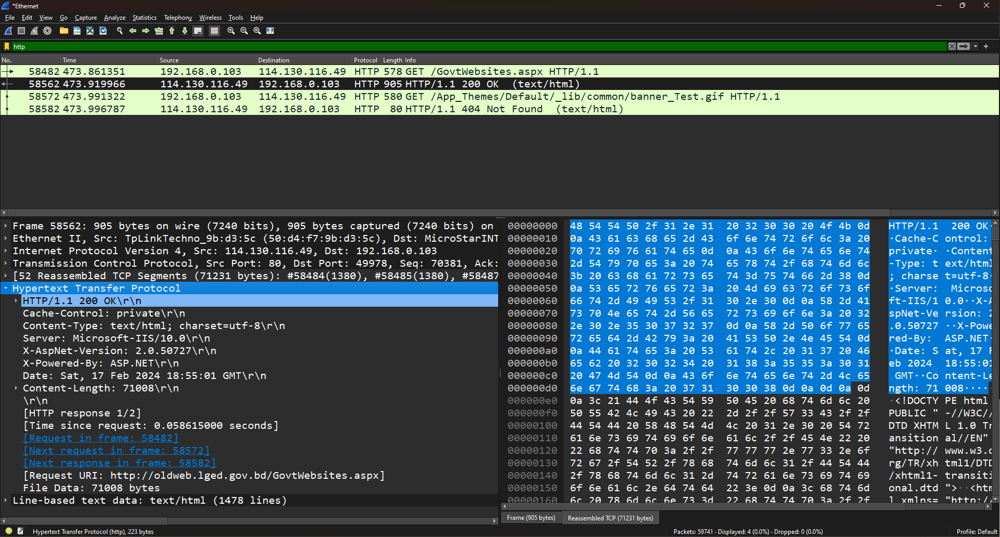 *Ethernet
File Edit View Go Capture Analyze Statistics Telephony Wireless Tools Help
http
No. Time Source Destination Protocol Length Info
58482 473.861351 192.168.0.103 114.130.116.49 HTTP 578 GET /GovtWebsites.aspx HTTP/1.1
58562 473.919966 114.130.116.49 192.168.0.103 HTTP 905 HTTP/1.1 200 OK  (text/html)
58572 473.991322 192.168.0.103 114.130.116.49 HTTP 580 GET /App_Themes/Default/_lib/common/banner_Test.gif HTTP/1.1
58582 473.996787 114.130.116.49 192.168.0.103 HTTP 80 HTTP/1.1 404 Not Found  (text/html)
Frame 58562: 905 bytes on wire (7240 bits), 905 bytes captured (7240 bits) on
Ethernet II, Src: TpLinkTechno_9b:d3:5c (50:d4:f7:9b:d3:5c), Dst: MicroStarINT
Internet Protocol Version 4, Src: 114.130.116.49, Dst: 192.168.0.103
Transmission Control Protocol, Src Port: 80, Dst Port: 49978, Seq: 70381, Ack:
[52 Reassembled TCP Segments (71231 bytes): #58484(1380), #58485(1380), #58487
Hypertext Transfer Protocol
HTTP/1.1 200 OK\r\n
Cache-Control: private\r\n
Content-Type: text/html; charset=utf-8\r\n
Server: Microsoft-IIS/10.0\r\n
X-AspNet-Version: 2.0.50727\r\n
X-Powered-By: ASP.NET\r\n
Date: Sat, 17 Feb 2024 18:55:01 GMT\r\n
Content-Length: 71008\r\n
\r\n
[HTTP response 1/2]
[Time since request: 0.058615000 seconds]
[Request in frame: 58482]
[Next request in frame: 58572]
[Next response in frame: 58582]
[Request URI: http://oldweb.lged.gov.bd/GovtWebsites.aspx]
File Data: 71008 bytes
Line-based text data: text/html (1478 lines)
00000000 48 54 54 50 2f 31 2e 31 20 32 30 30 20 4f 4b 0d HTTP/1.1 200 OK·
00000010 0a 43 61 63 68 65 2d 43 6f 6e 74 72 6f 6c 3a 20 ·Cache-C ontrol:
00000020 70 72 69 76 61 74 65 0d 0a 43 6f 6e 74 65 6e 74 private· ·Content
00000030 2d 54 79 70 65 3a 20 74 65 78 74 2f 68 74 6d 6c -Type: t ext/html
00000040 3b 20 63 68 61 72 73 65 74 3d 75 74 66 2d 38 0d ; charse t=utf-8·
00000050 0a 53 65 72 76 65 72 3a 20 4d 69 63 72 6f 73 6f ·Server: Microso
00000060 66 74 2d 49 49 53 2f 31 30 2e 30 0d 0a 58 2d 41 ft-IIS/1 0.0··X-A
00000070 73 70 4e 65 74 2d 56 65 72 73 69 6f 6e 3a 20 32 spNet-Ve rsion: 2
00000080 2e 30 2e 35 30 37 32 37 0d 0a 58 2d 50 6f 77 65 .0.50727 ··X-Powe
00000090 72 65 64 2d 42 79 3a 20 41 53 50 2e 4e 45 54 0d red-By: ASP.NET·
000000a0 0a 44 61 74 65 3a 20 53 61 74 2c 20 31 37 20 46 ·Date: S at, 17 F
000000b0 65 62 20 32 30 32 34 20 31 38 3a 35 35 3a 30 31 eb 2024 18:55:01
000000c0 20 47 4d 54 0d 0a 43 6f 6e 74 65 6e 74 2d 4c 65 GMT··Co ntent-Le
000000d0 6e 67 74 68 3a 20 37 31 30 30 38 0d 0a 0d 0a 0d ngth: 71 008·····
000000e0 0a 3c 21 44 4f 43 54 59 50 45 20 68 74 6d 6c 20 ·<!DOCTY PE html
000000f0 50 55 42 4c 49 43 20 22 2d 2f 2f 57 33 43 2f 2f PUBLIC " -//W3C//
00000100 44 54 44 20 58 48 54 4d 4c 20 31 2e 30 20 54 72 DTD XHTM L 1.0 Tr
00000110 61 6e 73 69 74 69 6f 6e 61 6c 2f 2f 45 4e 22 20 ansition al//EN"
00000120 22 68 74 74 70 3a 2f 2f 77 77 77 2e 77 33 2e 6f "http:// www.w3.o
00000130 72 67 2f 54 52 2f 78 68 74 6d 6c 31 2f 44 54 44 rg/TR/xh tml1/DTD
00000140 2f 78 68 74 6d 6c 31 2d 74 72 61 6e 73 69 74 69 /xhtml1- transiti
00000150 6f 6e 61 6c 2e 64 74 64 22 3e 0d 0a 3c 68 74 6d onal.dtd ">··<htm
00000160 6c 20 78 6d 6c 6e 73 3d 22 68 74 74 70 3a 2f 2f l xmlns= "http://
Frame (905 bytes) Reassembled TCP (71231 bytes)
Hypertext Transfer Protocol (http), 223 bytes Packets: 59741 · Displayed: 4 (0.0%) · Dropped: 0 (0.0%) Profile: Default